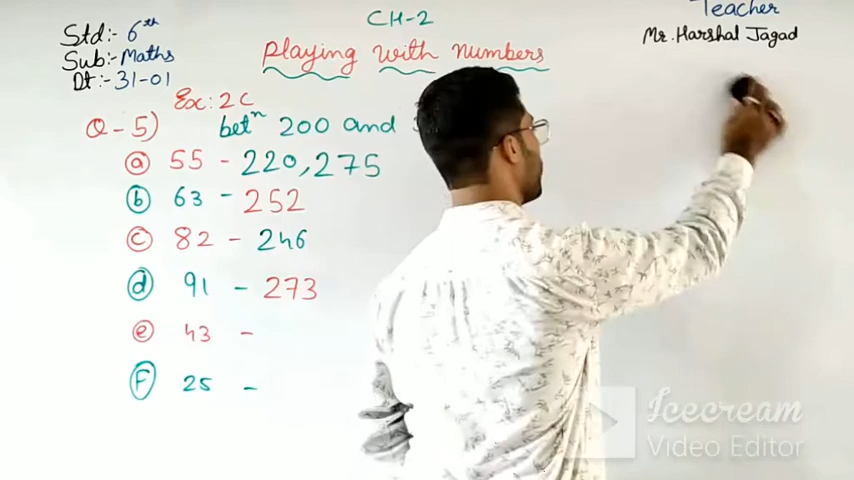 CH-2
Teacher
Mr. Harshal Jagad
Std:- 6th
Sub:- Maths
Dt:- 31-01
Playing with Numbers
Ex: 2C
Q-5) betn 200 and
a 55 - 220, 275
b 63 - 252
c 82 - 246
d 91 - 273
e 43 -
F 25 -
Icecream
Video Editor